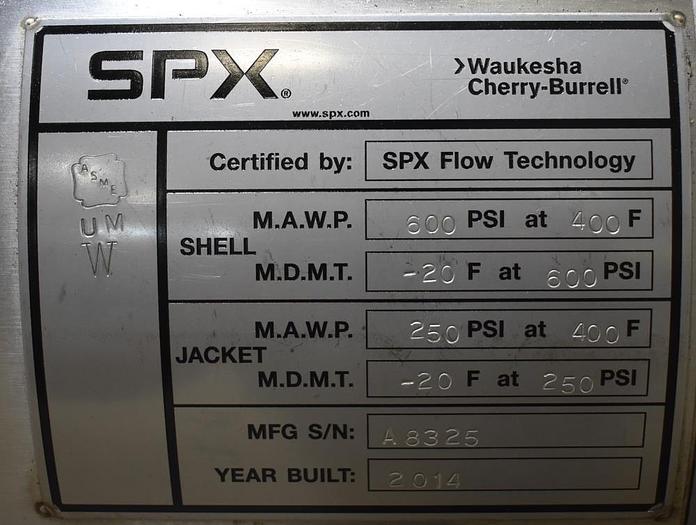 SPX®
›Waukesha
Cherry-Burrell®
www.spx.com
ASME
UM
W
Certified by: SPX Flow Technology
SHELL
M.A.W.P. 600 PSI at 400 F
M.D.M.T. -20 F at 600 PSI
JACKET
M.A.W.P. 250 PSI at 400 F
M.D.M.T. -20 F at 250 PSI
MFG S/N: A8325
YEAR BUILT: 2014